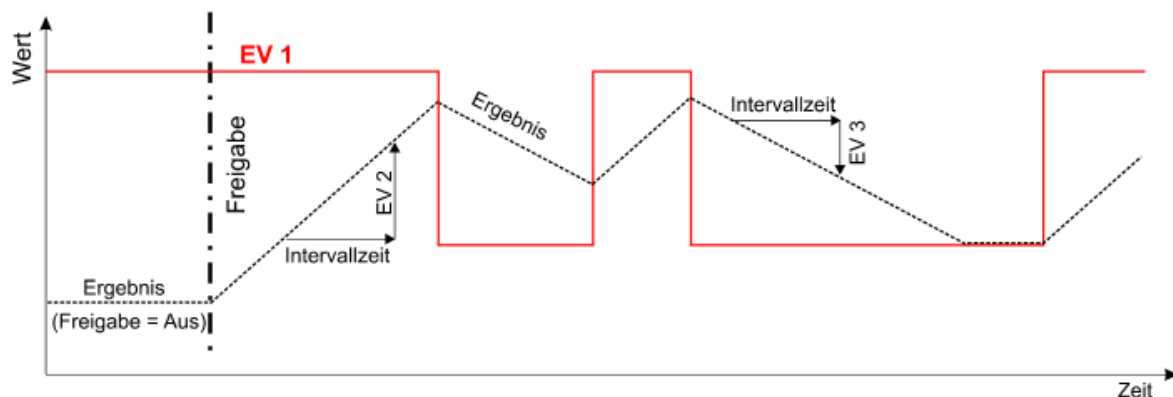 Wert
EV 1
Freigabe
Ergebnis
Intervallzeit
EV 3
EV 2
Intervallzeit
Ergebnis
(Freigabe = Aus)
Zeit